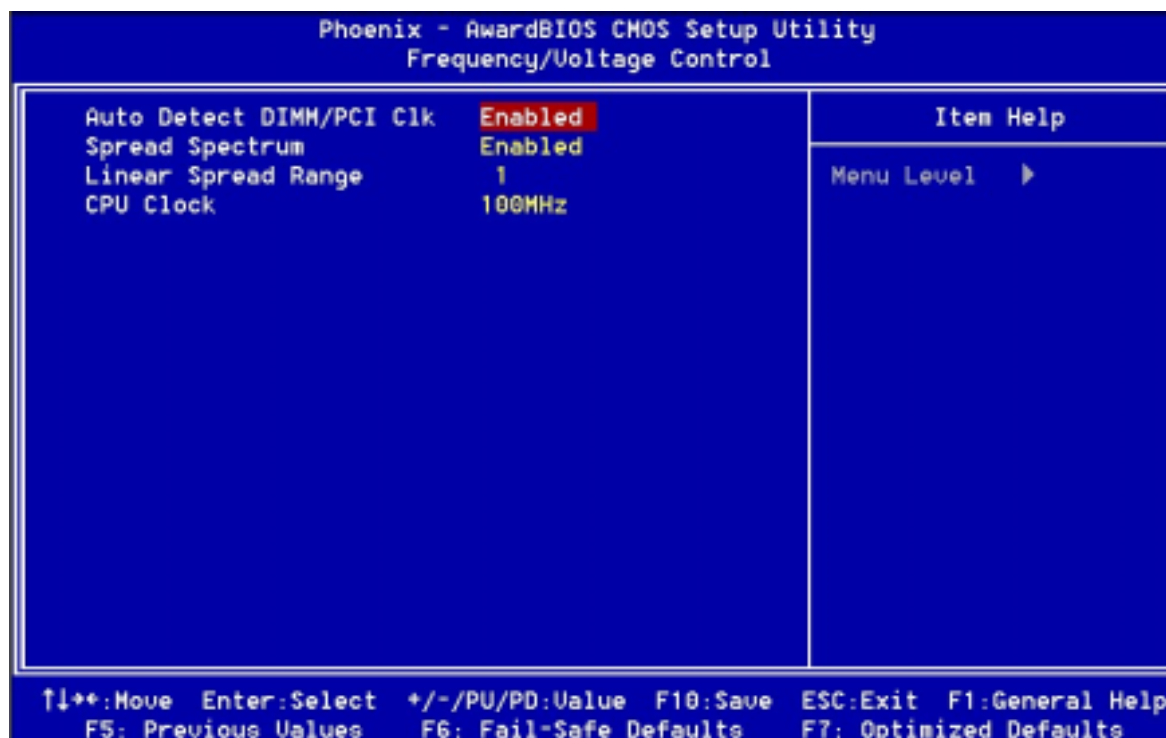 Phoenix - AwardBIOS CMOS Setup Utility
Frequency/Voltage Control
Auto Detect DIMM/PCI Clk Enabled
Spread Spectrum Enabled
Linear Spread Range 1
CPU Clock 100MHz
Item Help
Menu Level ▶
↑↓→←:Move Enter:Select +/-/PU/PD:Value F10:Save ESC:Exit F1:General Help
F5: Previous Values F6: Fail-Safe Defaults F7: Optimized Defaults